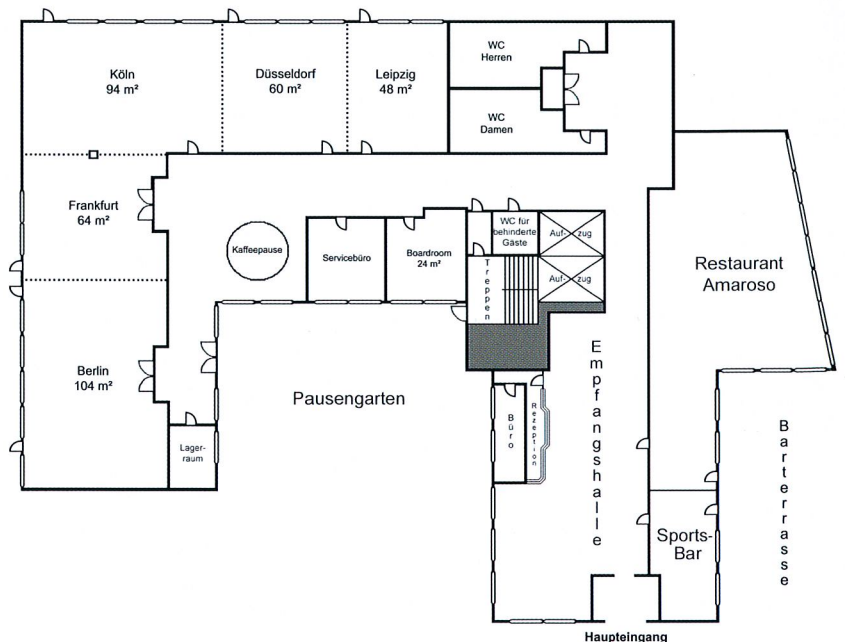 Köln
94 m²
Düsseldorf
60 m²
Leipzig
48 m²
WC
Herren
WC
Damen
Frankfurt
64 m²
Kaffeepause
Servicebüro
Boardroom
24 m²
WC für
behinderte
Gäste
Auf- zug
Auf- zug
Treppen
Restaurant
Amaroso
Berlin
104 m²
Pausengarten
Lager-
raum
Büro
Rezeption
Empfangshalle
Sports-
Bar
Barterrasse
Haupteingang